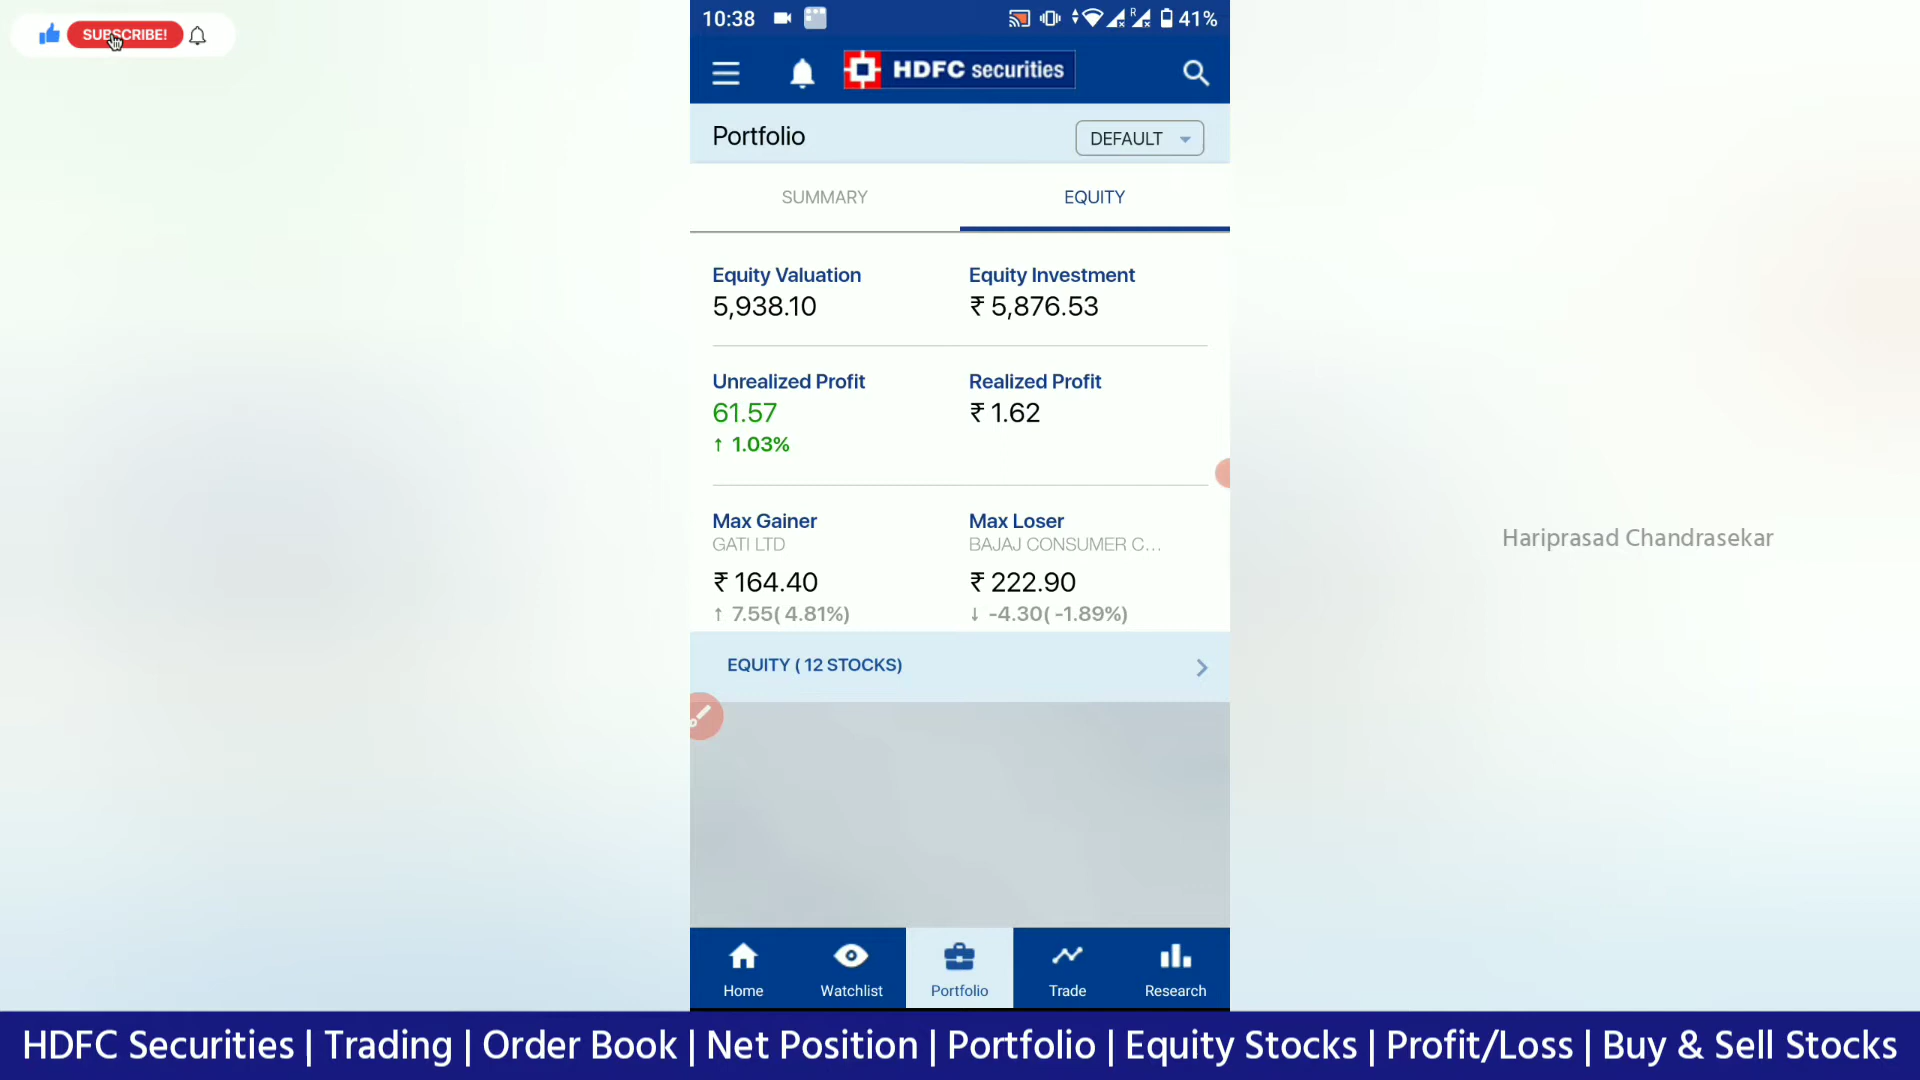 SUBSCRIBE!
10:38
R
41%
HDFC securities
Portfolio
DEFAULT
SUMMARY
EQUITY
Equity Valuation
5,938.10
Equity Investment
₹ 5,876.53
Unrealized Profit
61.57
↑ 1.03%
Realized Profit
₹ 1.62
Max Gainer
GATI LTD
₹ 164.40
↑ 7.55( 4.81%)
Max Loser
BAJAJ CONSUMER C...
₹ 222.90
↓ -4.30( -1.89%)
EQUITY ( 12 STOCKS)
Hariprasad Chandrasekar
Home
Watchlist
Portfolio
Trade
Research
HDFC Securities | Trading | Order Book | Net Position | Portfolio | Equity Stocks | Profit/Loss | Buy & Sell Stocks